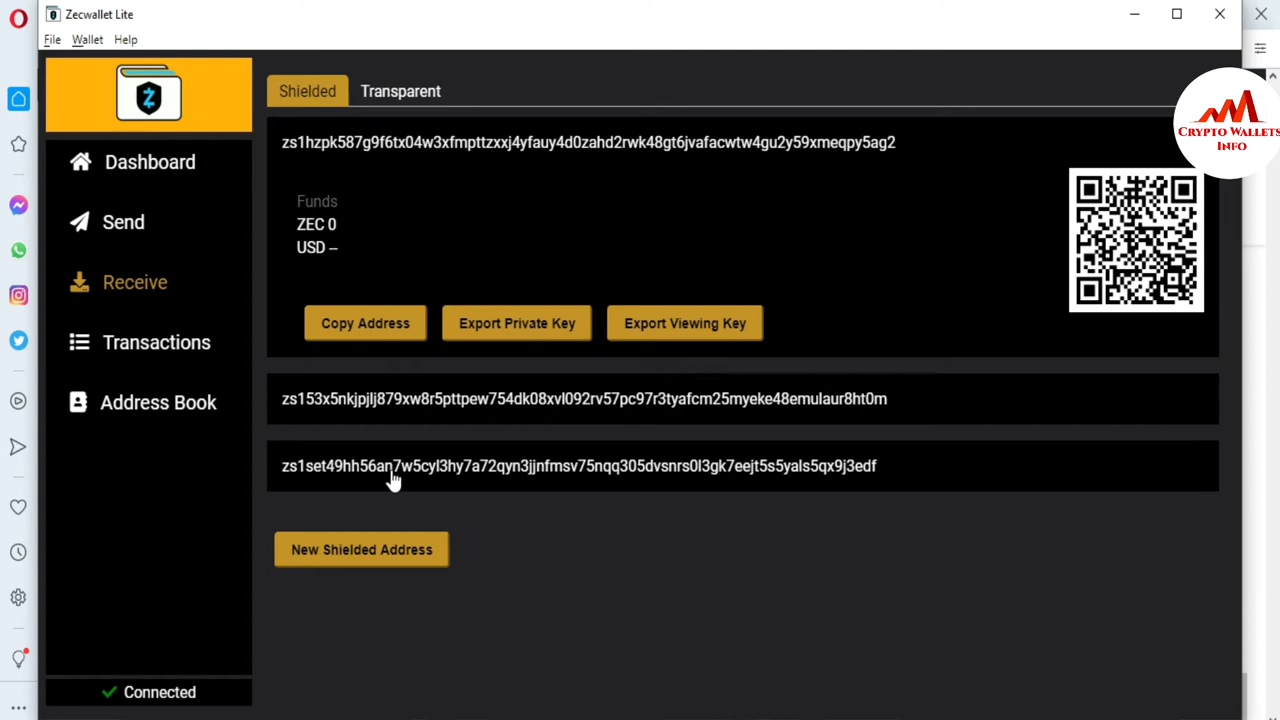 Zecwallet Lite
File Wallet Help
Shielded Transparent
CRYPTO WALLETS
INFO
Dashboard
Send
Receive
Transactions
Address Book
zs1hzpk587g9f6tx04w3xfmpttzxxj4yfauy4d0zahd2rwk48gt6jvafacwtw4gu2y59xmeqpy5ag2
Funds
ZEC 0
USD --
Copy Address Export Private Key Export Viewing Key
zs153x5nkjpjlj879xw8r5pttpew754dk08xvl092rv57pc97r3tyafcm25myeke48emulaur8ht0m
zs1set49hh56an7w5cyl3hy7a72qyn3jjnfmsv75nqq305dvsnrs0l3gk7eejt5s5yals5qx9j3edf
New Shielded Address
Connected